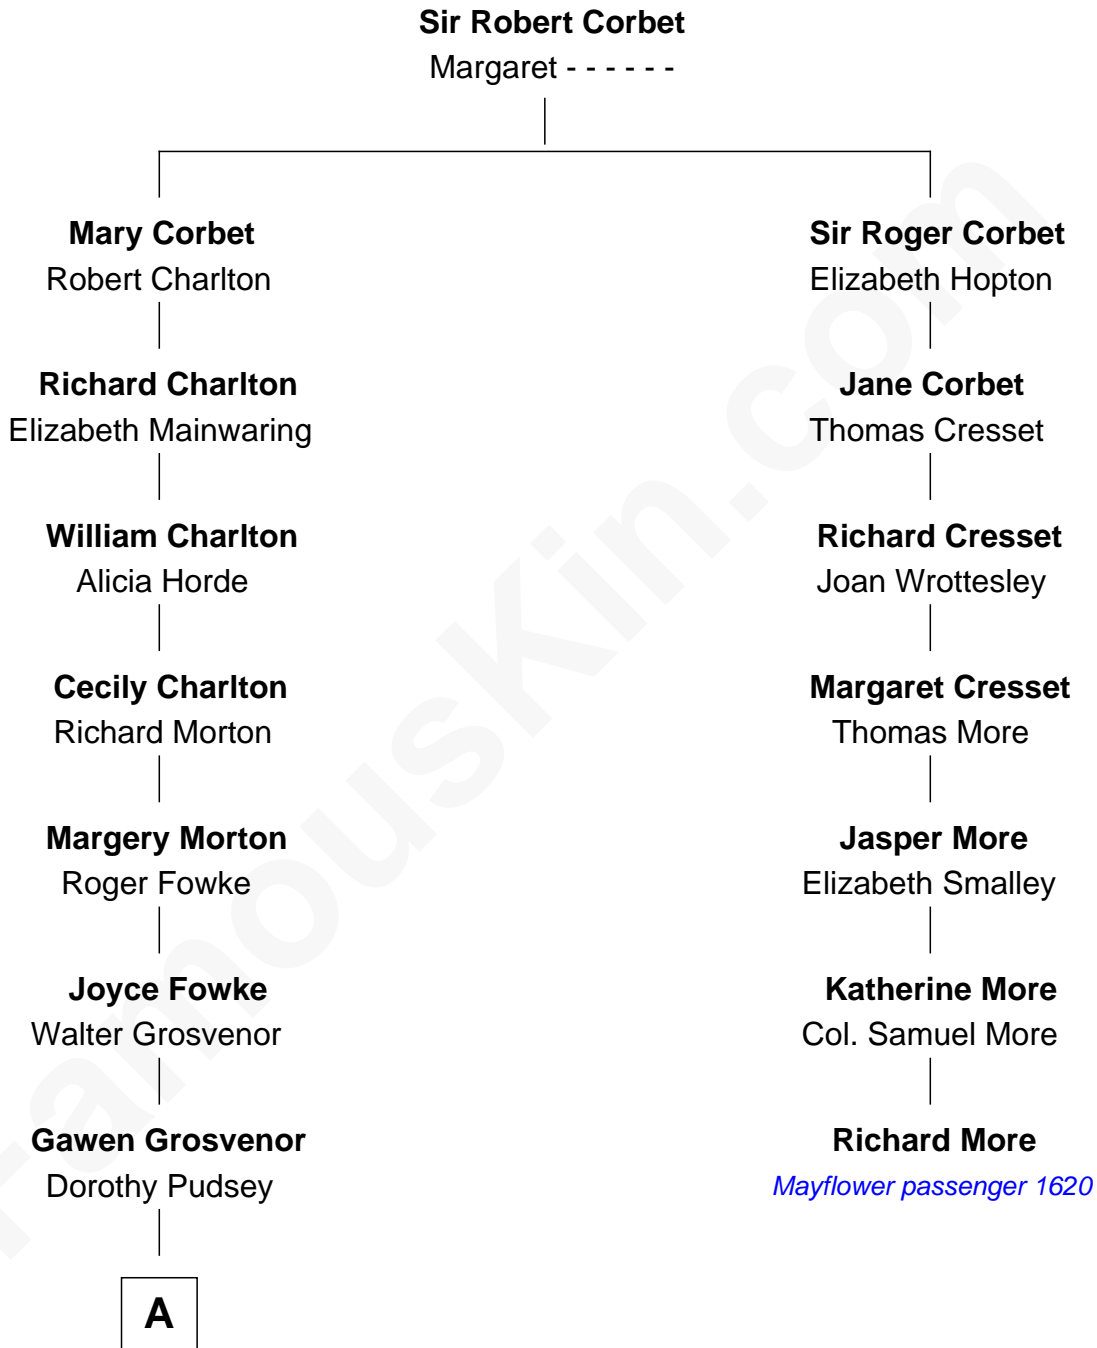 Sir Robert Corbet
Margaret - - - - - -
Mary Corbet
Robert Charlton
Sir Roger Corbet
Elizabeth Hopton
Richard Charlton
Elizabeth Mainwaring
Jane Corbet
Thomas Cresset
William Charlton
Alicia Horde
Richard Cresset
Joan Wrottesley
Cecily Charlton
Richard Morton
Margaret Cresset
Thomas More
Margery Morton
Roger Fowke
Jasper More
Elizabeth Smalley
Joyce Fowke
Walter Grosvenor
Katherine More
Col. Samuel More
Gawen Grosvenor
Dorothy Pudsey
Richard More
Mayflower passenger 1620
A
FamousKin.com